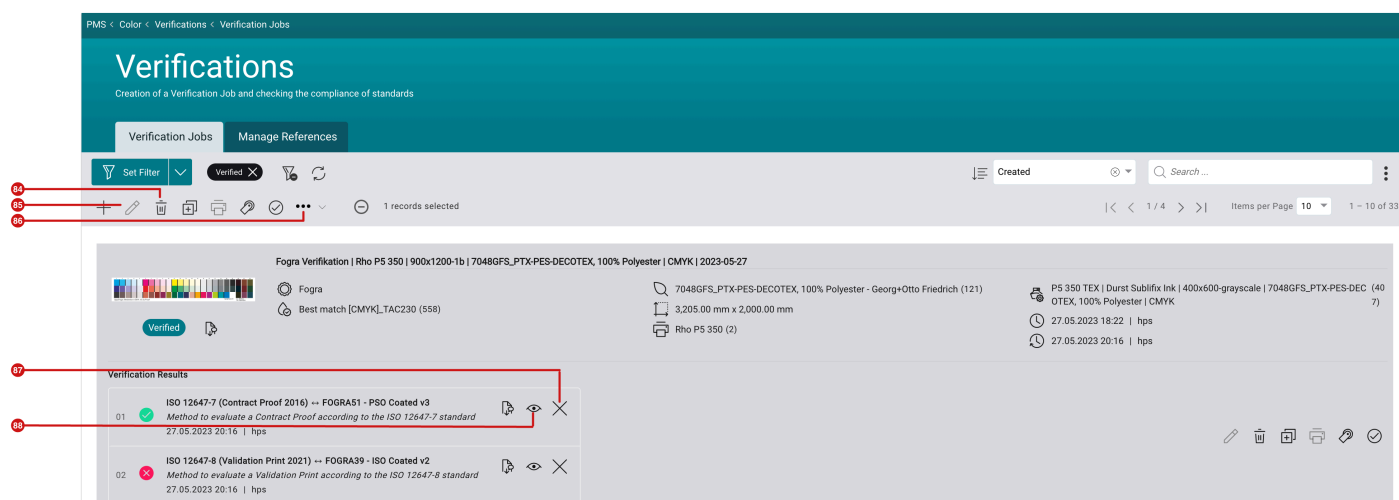 PMS < Color < Verifications < Verification Jobs
Verifications
Creation of a Verification Job and checking the compliance of standards
Verification Jobs Manage References
Set Filter Verified Created Search ...
84
85
86
1 records selected 1 / 4 Items per Page 10 1 – 10 of 33
Fogra Verifikation | Rho P5 350 | 900x1200-1b | 7048GFS_PTX-PES-DECOTEX, 100% Polyester | CMYK | 2023-05-27
Fogra
Best match [CMYK]_TAC230 (558)
7048GFS_PTX-PES-DECOTEX, 100% Polyester - Georg+Otto Friedrich (121)
3,205.00 mm x 2,000.00 mm
Rho P5 350 (2)
P5 350 TEX | Durst Sublifix Ink | 400x600-grayscale | 7048GFS_PTX-PES-DEC (40
OTEX, 100% Polyester | CMYK 7)
27.05.2023 18:22 | hps
27.05.2023 20:16 | hps
Verified
87
Verification Results
01
ISO 12647-7 (Contract Proof 2016) ↔ FOGRA51 - PSO Coated v3
Method to evaluate a Contract Proof according to the ISO 12647-7 standard
27.05.2023 20:16 | hps
88
02
ISO 12647-8 (Validation Print 2021) ↔ FOGRA39 - ISO Coated v2
Method to evaluate a Validation Print according to the ISO 12647-8 standard
27.05.2023 20:16 | hps